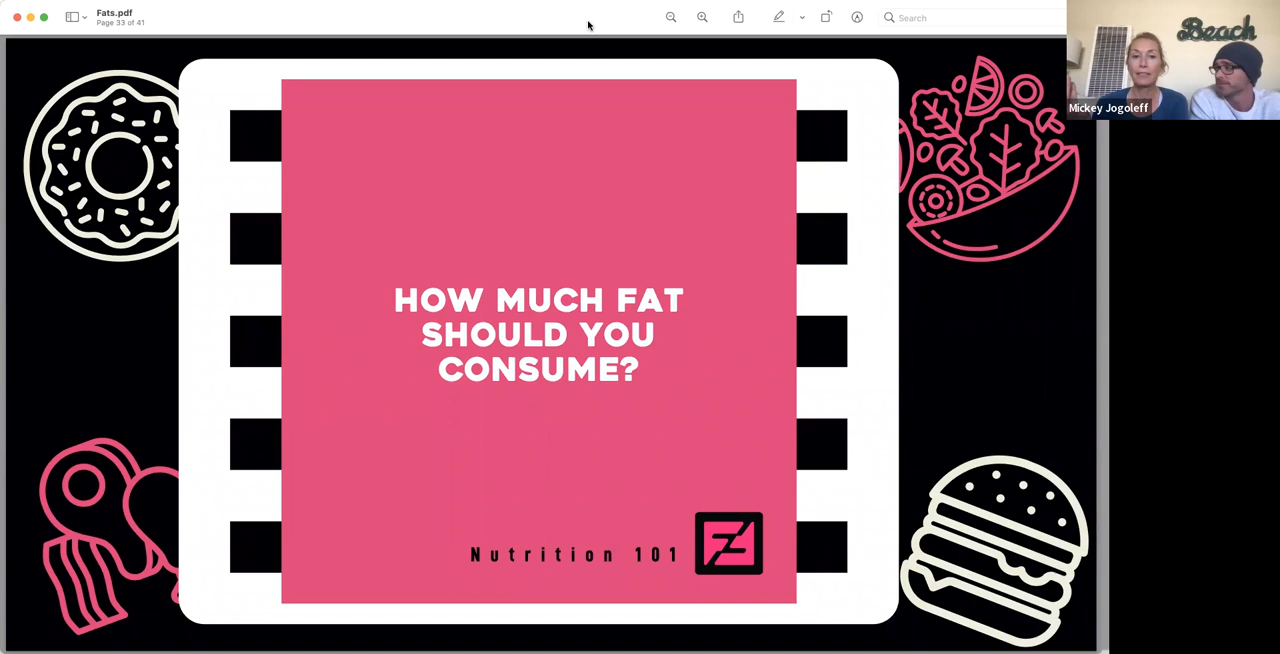 Fats.pdf
Page 33 of 41
Search
Beach
Mickey Jogoleff
HOW MUCH FAT
SHOULD YOU
CONSUME?
Nutrition 101